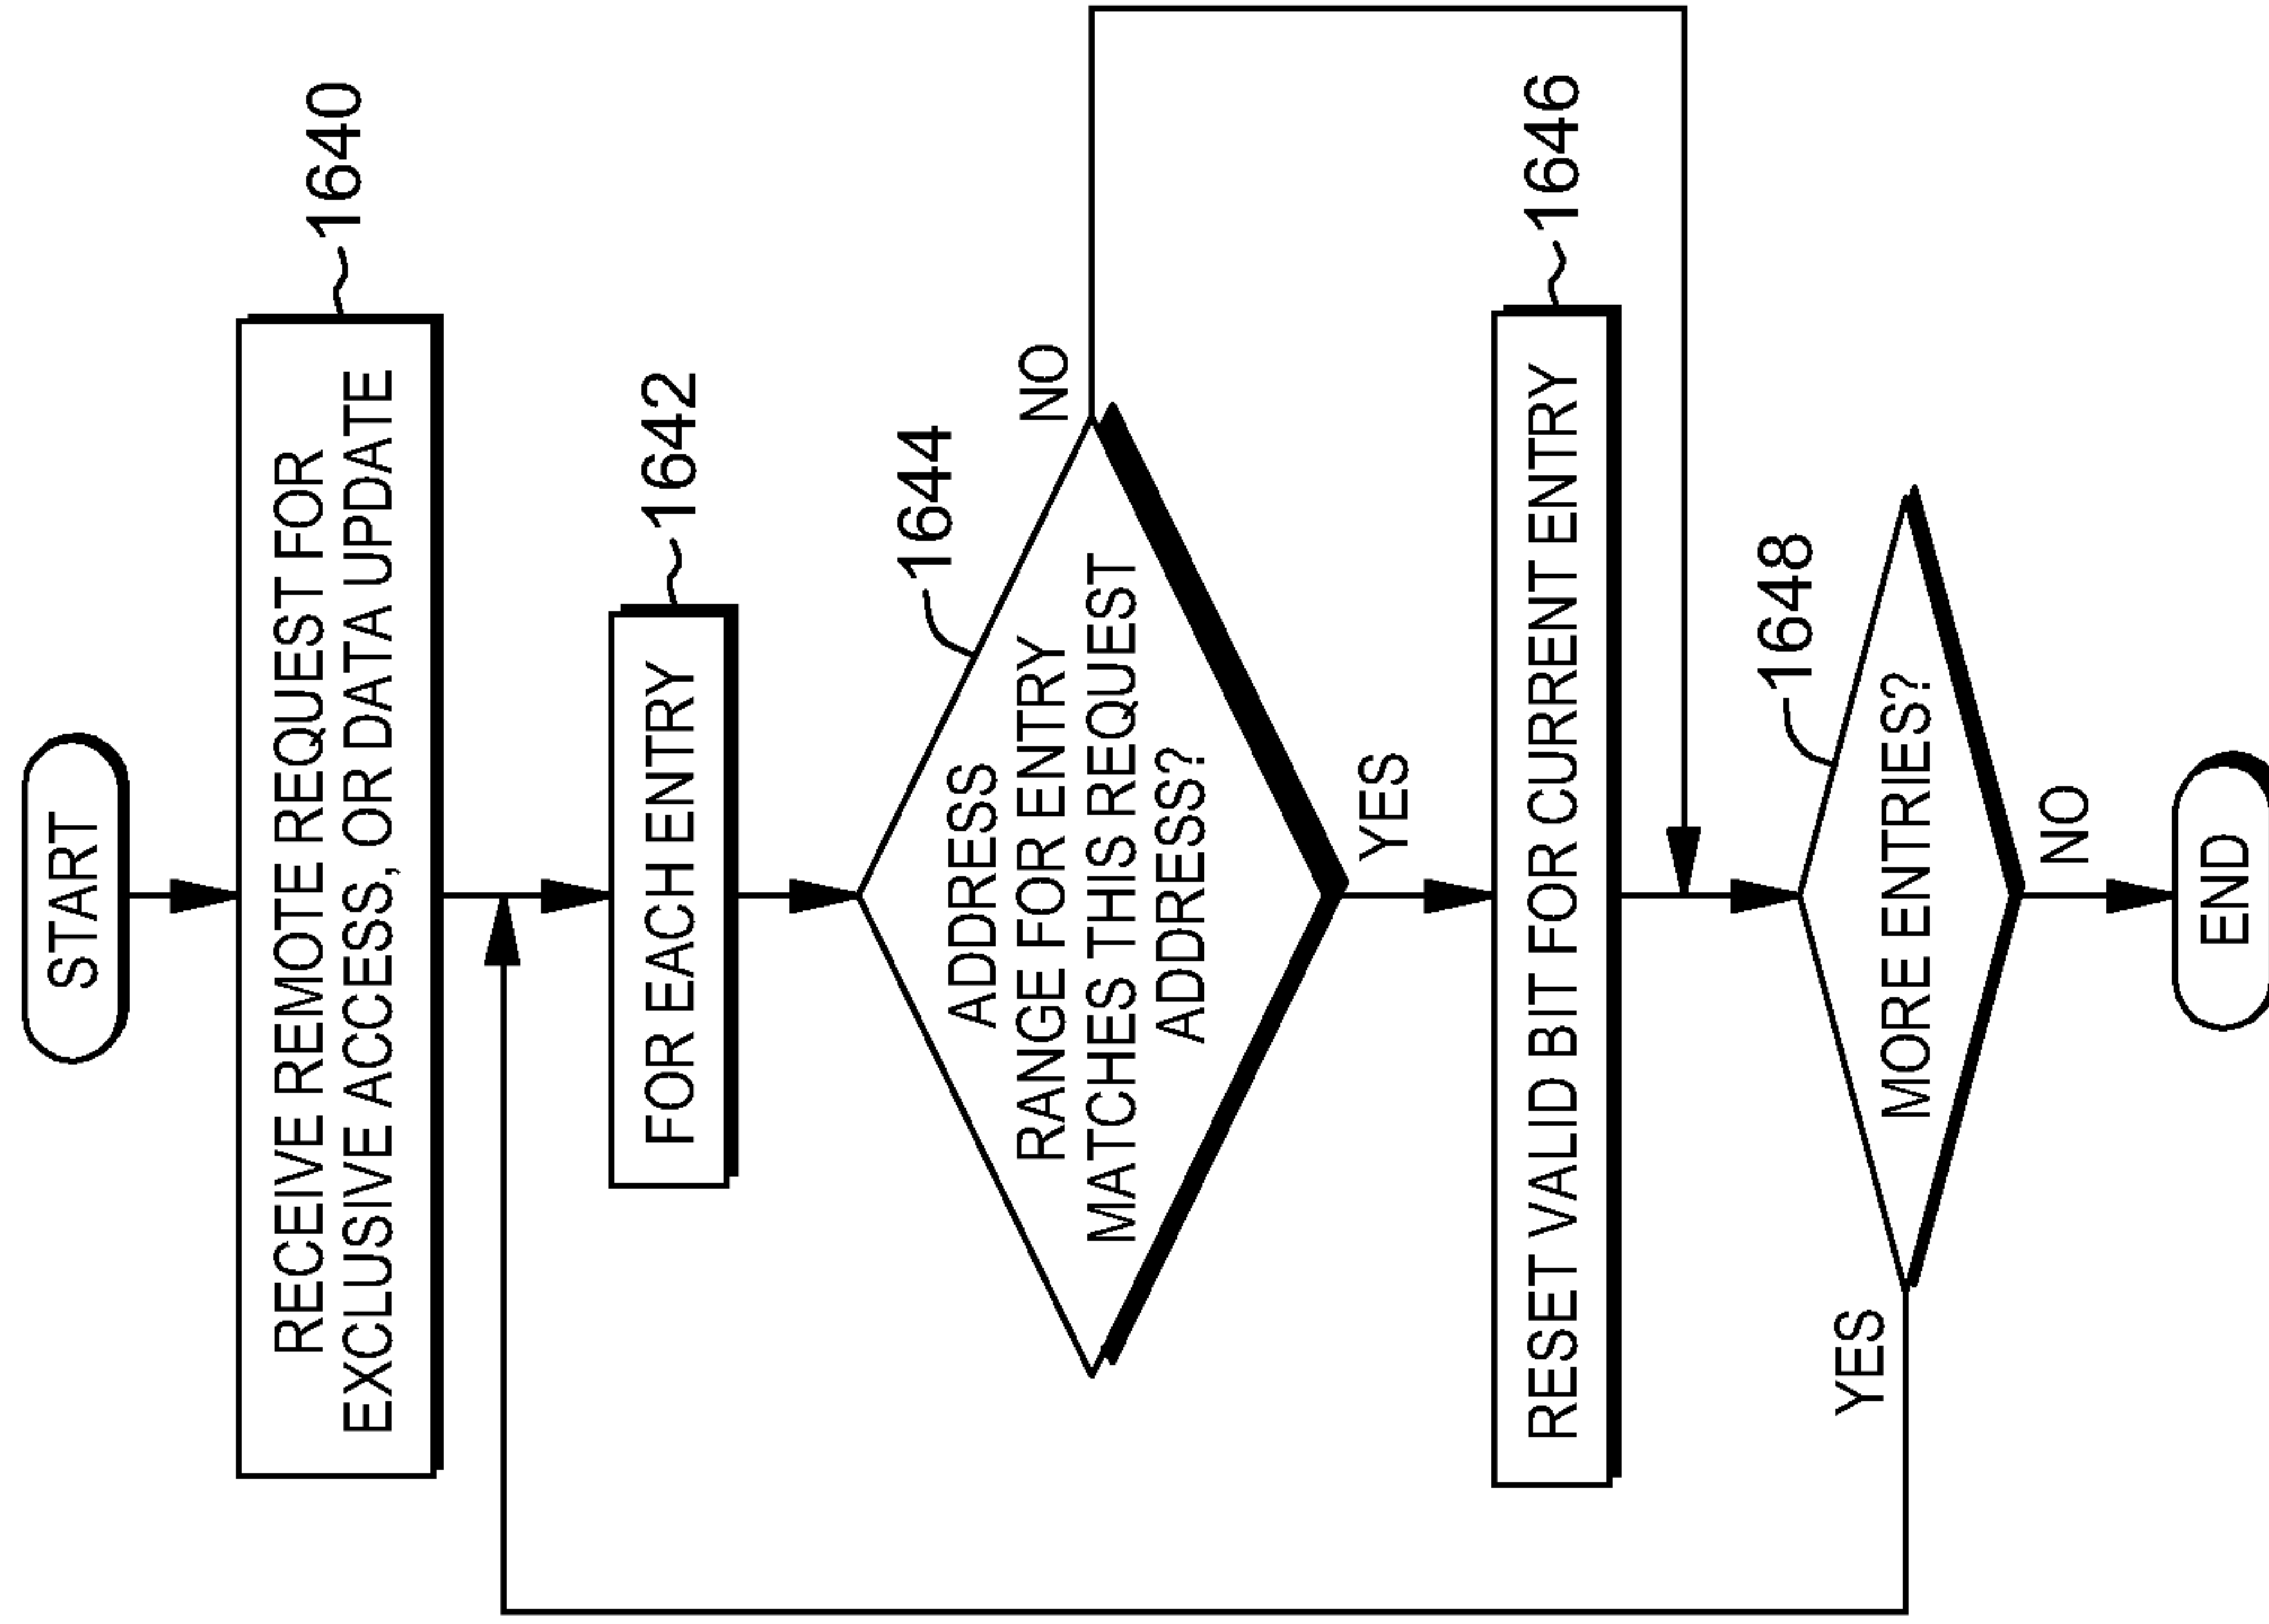 START
RECEIVE REMOTE REQUEST FOR
EXCLUSIVE ACCESS, OR DATA UPDATE
1640
FOR EACH ENTRY
1642
ADDRESS
RANGE FOR ENTRY
MATCHES THIS REQUEST
ADDRESS?
1644
NO
YES
RESET VALID BIT FOR CURRENT ENTRY
1646
MORE ENTRIES?
1648
YES
NO
END